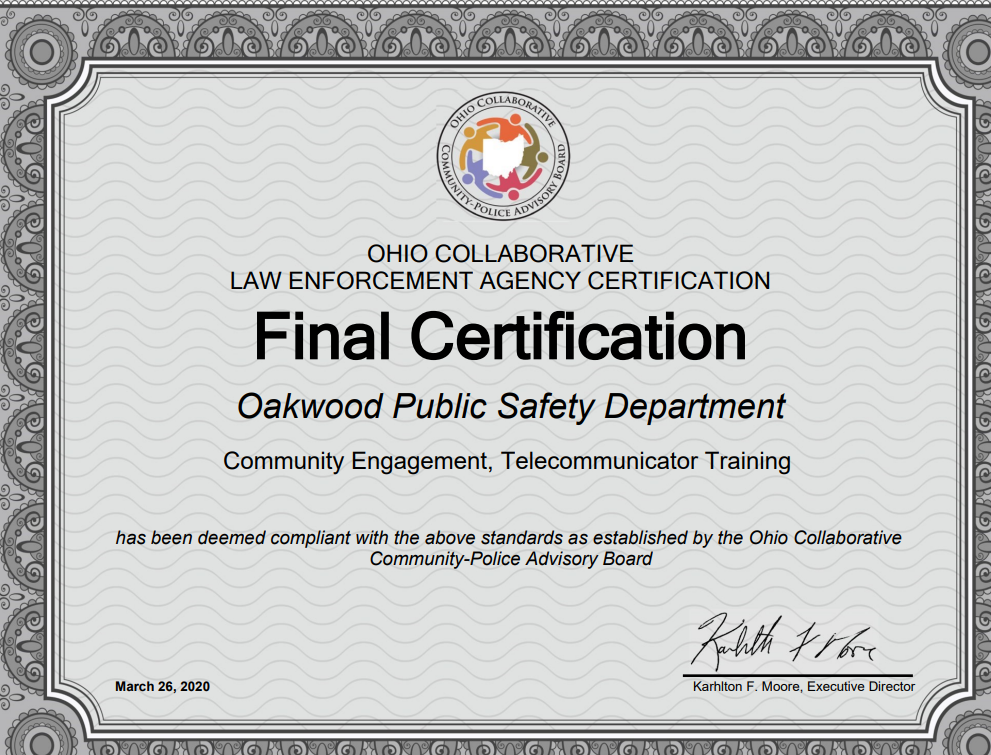 OHIO COLLABORATIVE
COMMUNITY-POLICE ADVISORY BOARD
OHIO COLLABORATIVE
LAW ENFORCEMENT AGENCY CERTIFICATION
Final Certification
Oakwood Public Safety Department
Community Engagement, Telecommunicator Training
has been deemed compliant with the above standards as established by the Ohio Collaborative
Community-Police Advisory Board
Karhlton F Moore
March 26, 2020
Karhlton F. Moore, Executive Director